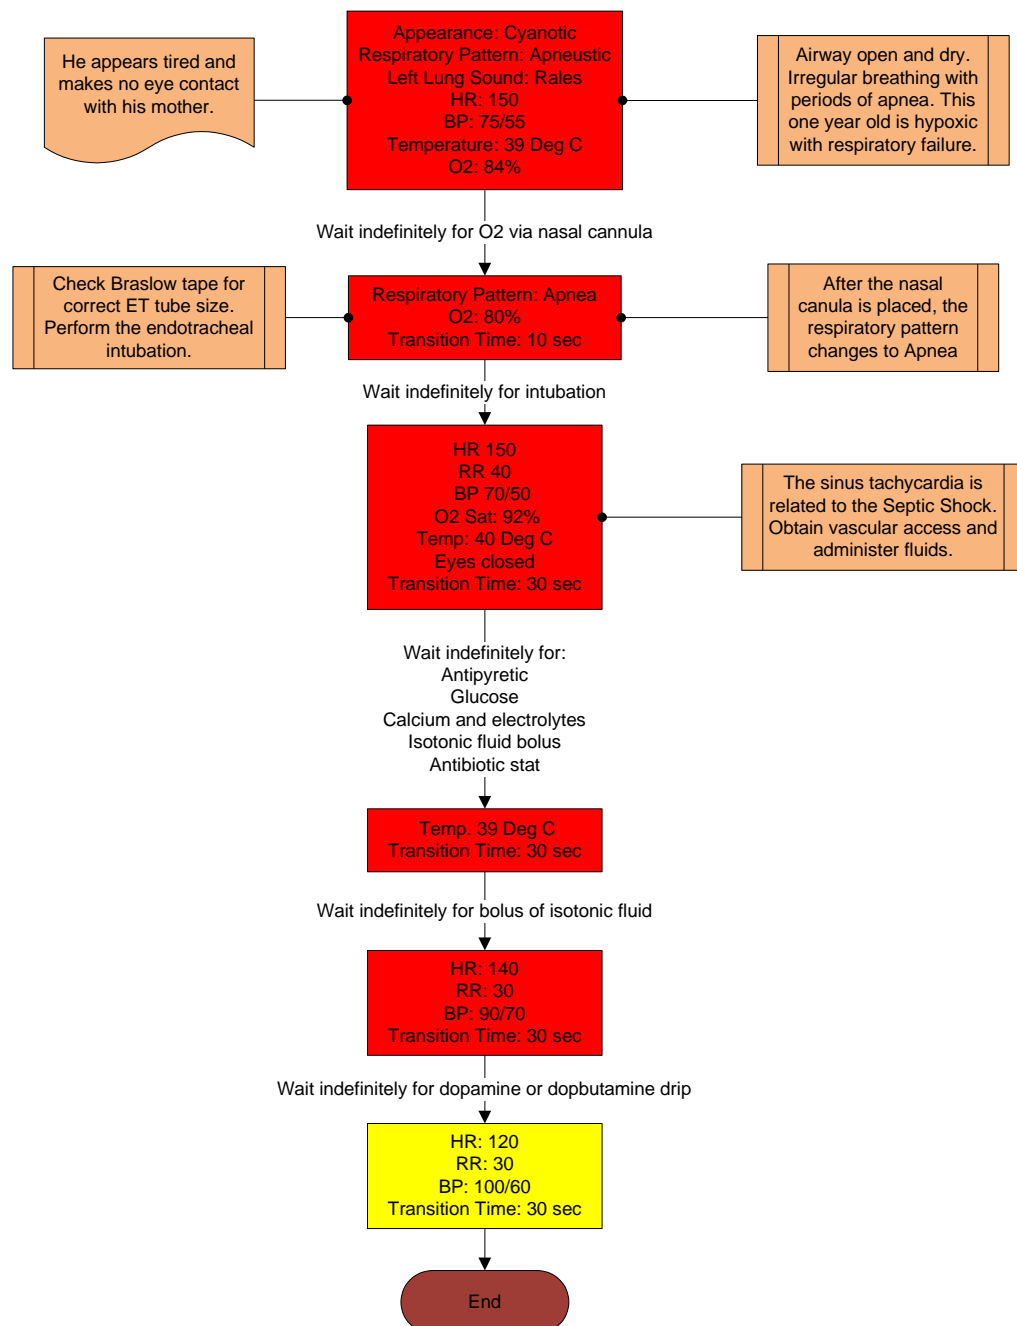 He appears tired and
makes no eye contact
with his mother.
Appearance: Cyanotic
Respiratory Pattern: Apneustic
Left Lung Sound: Rales
HR: 150
BP: 75/55
Temperature: 39 Deg C
O2: 84%
Airway open and dry.
Irregular breathing with
periods of apnea. This
one year old is hypoxic
with respiratory failure.
Wait indefinitely for O2 via nasal cannula
Check Braslow tape for
correct ET tube size.
Perform the endotracheal
intubation.
Respiratory Pattern: Apnea
O2: 80%
Transition Time: 10 sec
After the nasal
canula is placed, the
respiratory pattern
changes to Apnea
Wait indefinitely for intubation
HR 150
RR 40
BP 70/50
O2 Sat: 92%
Temp: 40 Deg C
Eyes closed
Transition Time: 30 sec
The sinus tachycardia is
related to the Septic Shock.
Obtain vascular access and
administer fluids.
Wait indefinitely for:
Antipyretic
Glucose
Calcium and electrolytes
Isotonic fluid bolus
Antibiotic stat
Temp. 39 Deg C
Transition Time: 30 sec
Wait indefinitely for bolus of isotonic fluid
HR: 140
RR: 30
BP: 90/70
Transition Time: 30 sec
Wait indefinitely for dopamine or dopbutamine drip
HR: 120
RR: 30
BP: 100/60
Transition Time: 30 sec
End